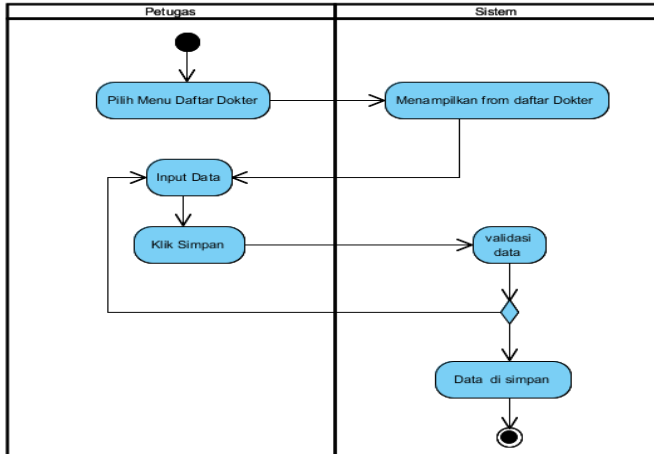 Petugas
Sistem
Pilih Menu Daftar Dokter
Menampilkan from daftar Dokter
Input Data
Klik Simpan
validasi
data
Data di simpan